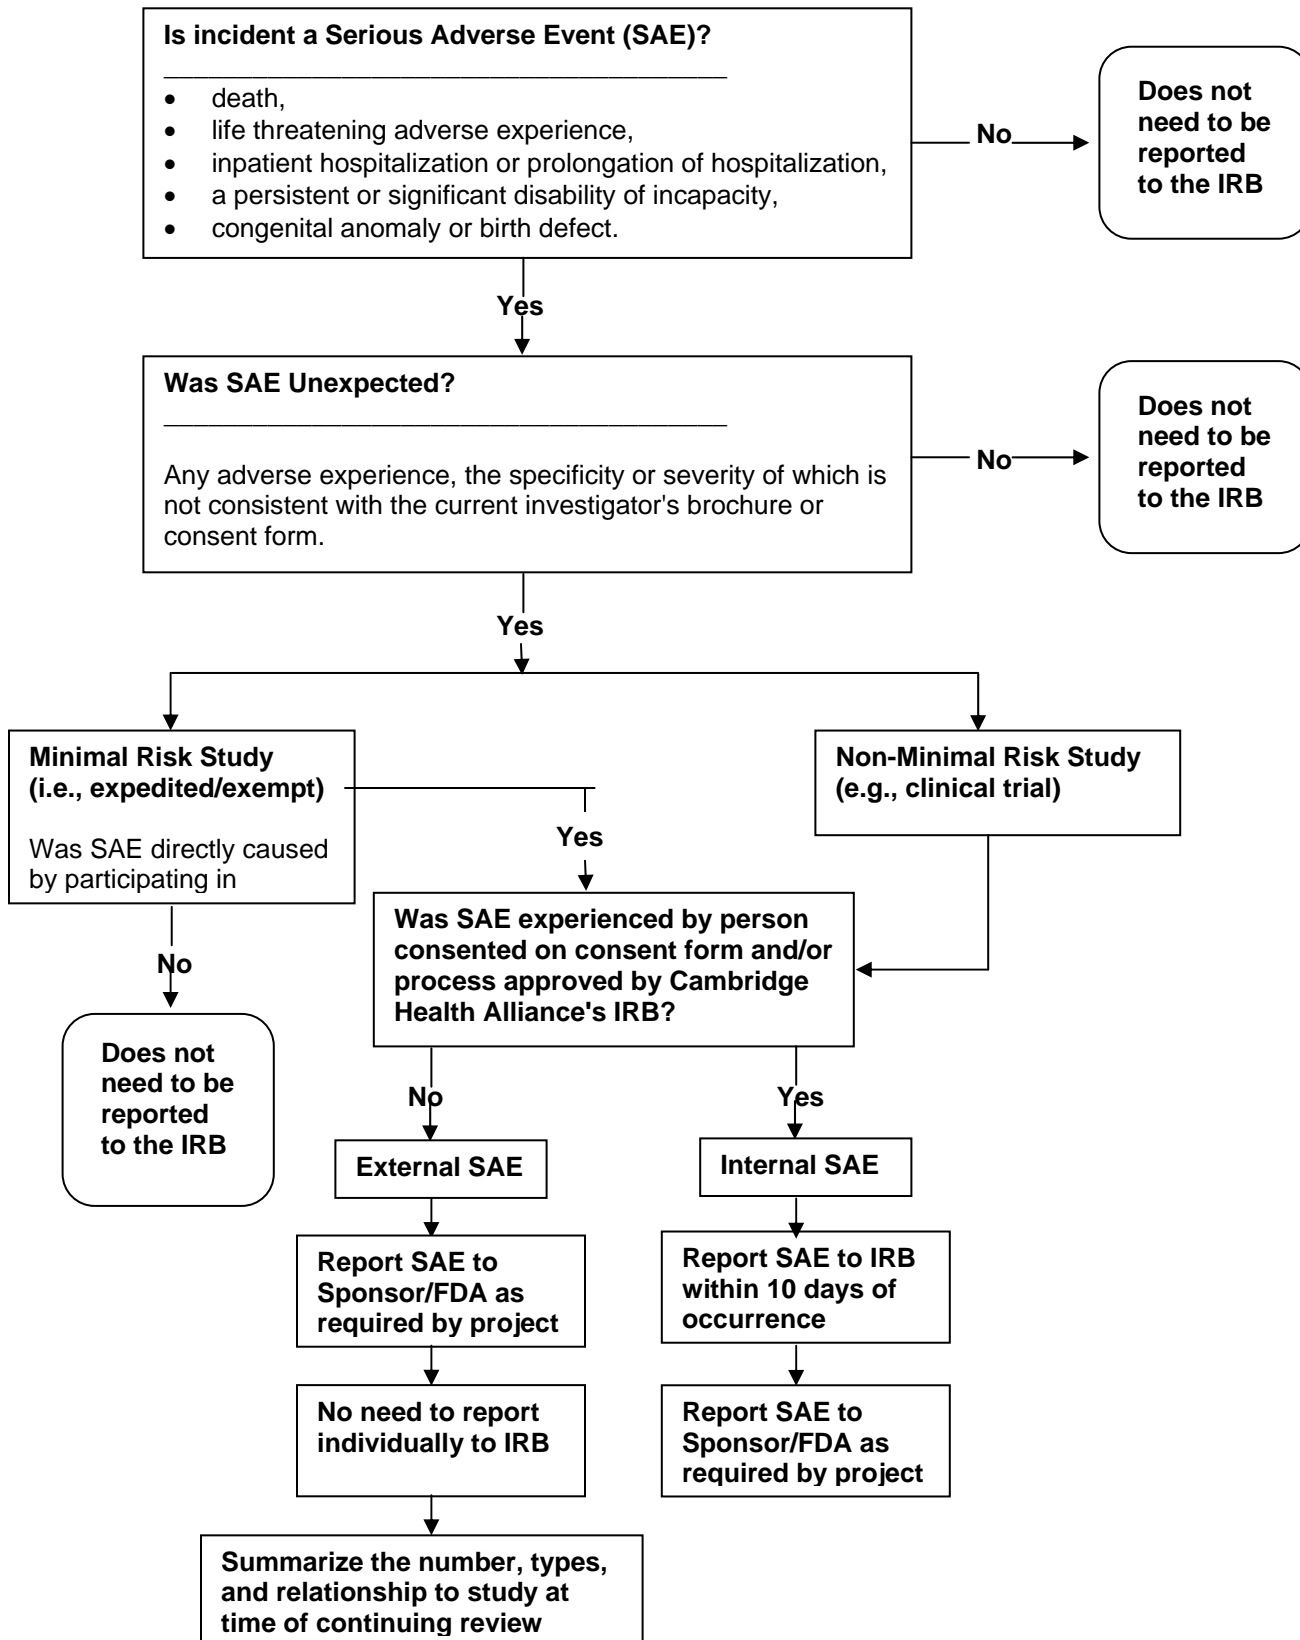 Is incident a Serious Adverse Event (SAE)?
• death,
• life threatening adverse experience,
• inpatient hospitalization or prolongation of hospitalization,
• a persistent or significant disability of incapacity,
• congenital anomaly or birth defect.
No
Does not
need to be
reported
to the IRB
Yes
Was SAE Unexpected?
Any adverse experience, the specificity or severity of which is
not consistent with the current investigator's brochure or
consent form.
No
Does not
need to be
reported
to the IRB
Yes
Minimal Risk Study
(i.e., expedited/exempt)
Was SAE directly caused
by participating in
Non-Minimal Risk Study
(e.g., clinical trial)
Yes
No
Does not
need to be
reported
to the IRB
Was SAE experienced by person
consented on consent form and/or
process approved by Cambridge
Health Alliance's IRB?
No
Yes
External SAE
Internal SAE
Report SAE to
Sponsor/FDA as
required by project
Report SAE to IRB
within 10 days of
occurrence
No need to report
individually to IRB
Report SAE to
Sponsor/FDA as
required by project
Summarize the number, types,
and relationship to study at
time of continuing review